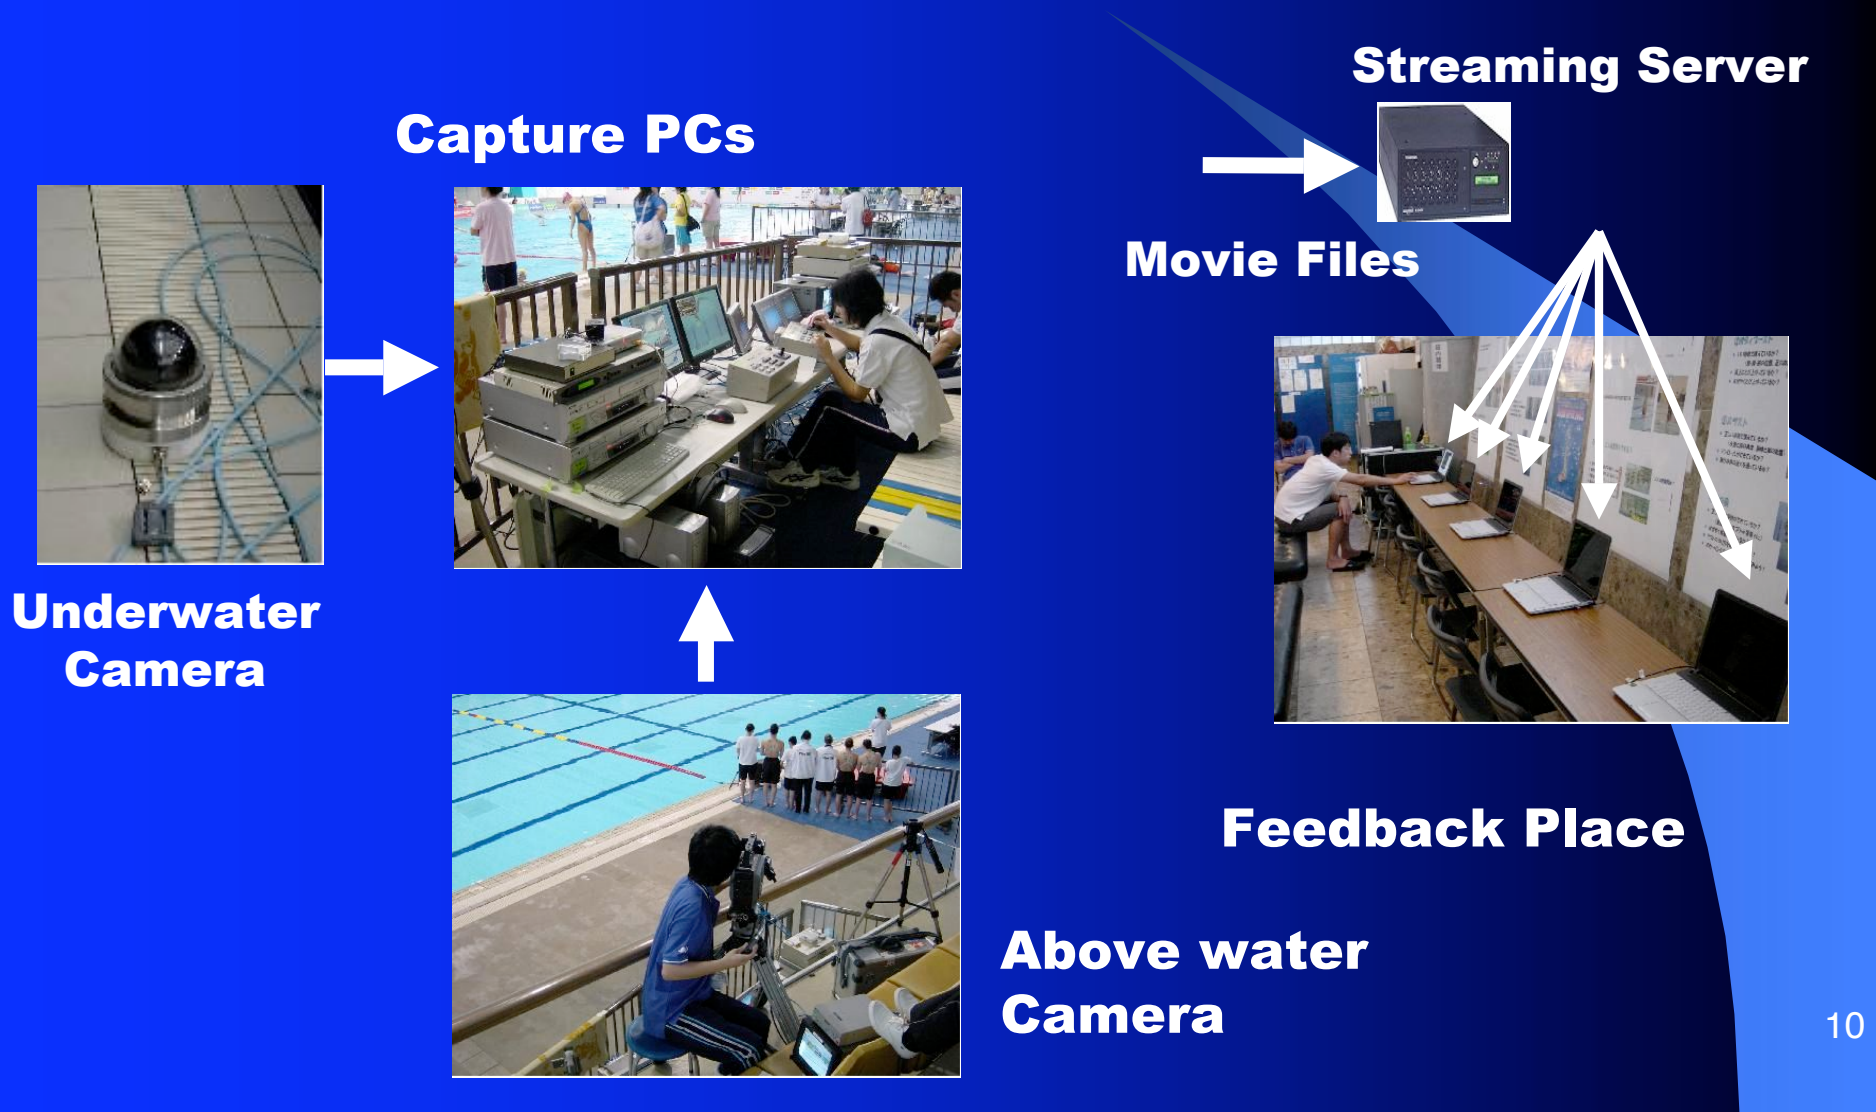 Streaming Server
Capture PCs
Movie Files
Underwater
Camera
Feedback Place
Above water
Camera
10